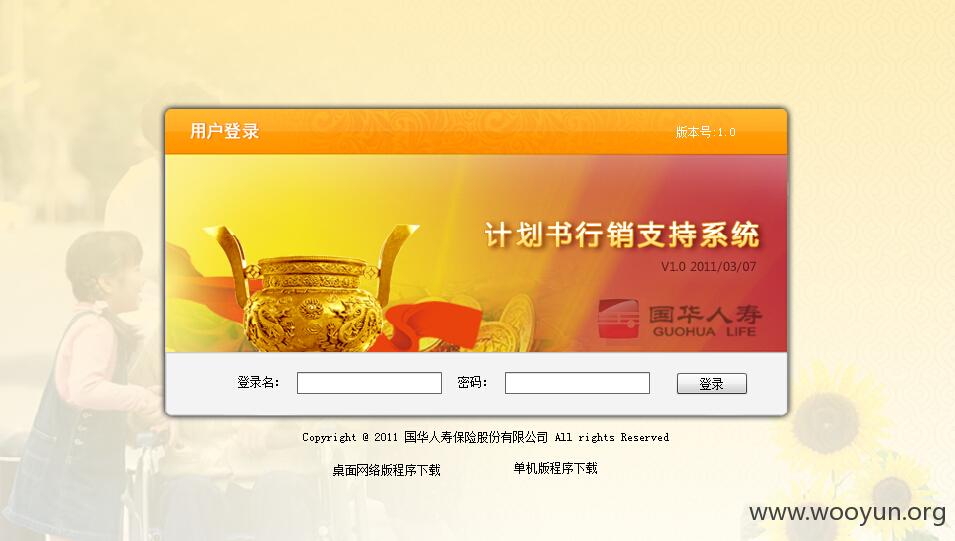 用户登录
版本号:1.0
计划书行销支持系统
V1.0 2011/03/07
国华人寿
GUOHUA LIFE
登录名:
密码:
登录
Copyright @ 2011 国华人寿保险股份有限公司 All rights Reserved
桌面网络版程序下载
单机版程序下载
www.wooyun.org